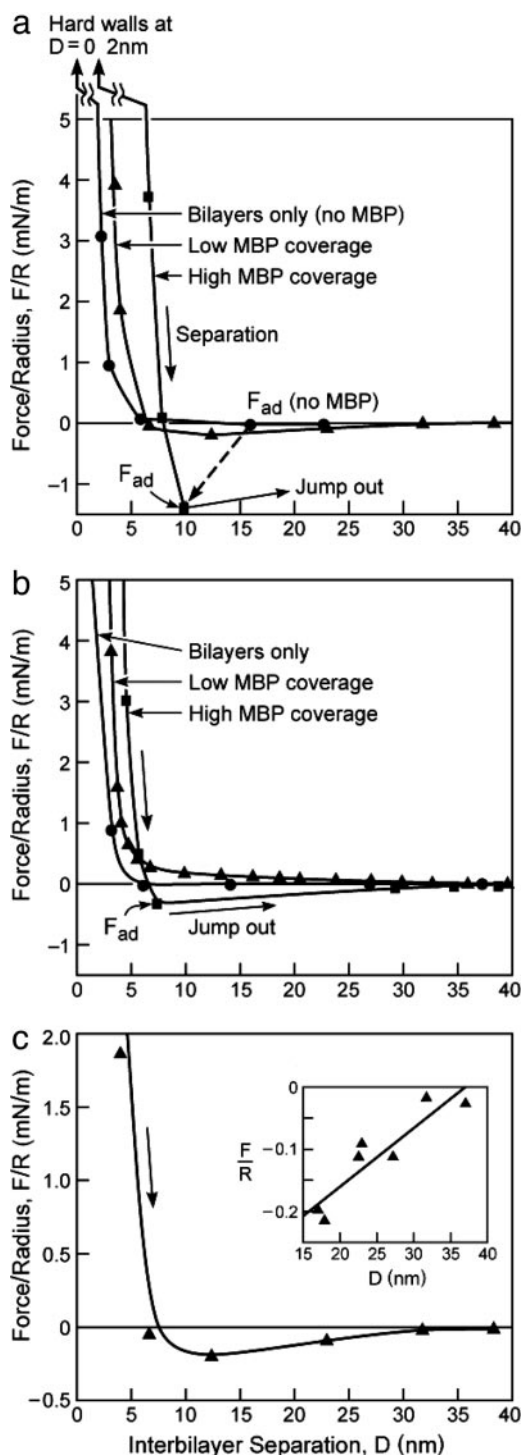 a
Hard walls at
D = 0 2nm
5
4
3
2
1
0
−1
Force/Radius, F/R (mN/m)
Bilayers only (no MBP)
Low MBP coverage
High MBP coverage
Separation
F_ad (no MBP)
F_ad
Jump out
0 5 10 15 20 25 30 35 40
b
5
4
3
2
1
0
−1
Force/Radius, F/R (mN/m)
Bilayers only
Low MBP coverage
High MBP coverage
F_ad
Jump out
0 5 10 15 20 25 30 35 40
c
2.0
1.5
1.0
0.5
0
−0.5
Force/Radius, F/R (mN/m)
0
−0.1
−0.2
F
R
15 20 25 30 35 40
D (nm)
0 5 10 15 20 25 30 35 40
Interbilayer Separation, D (nm)